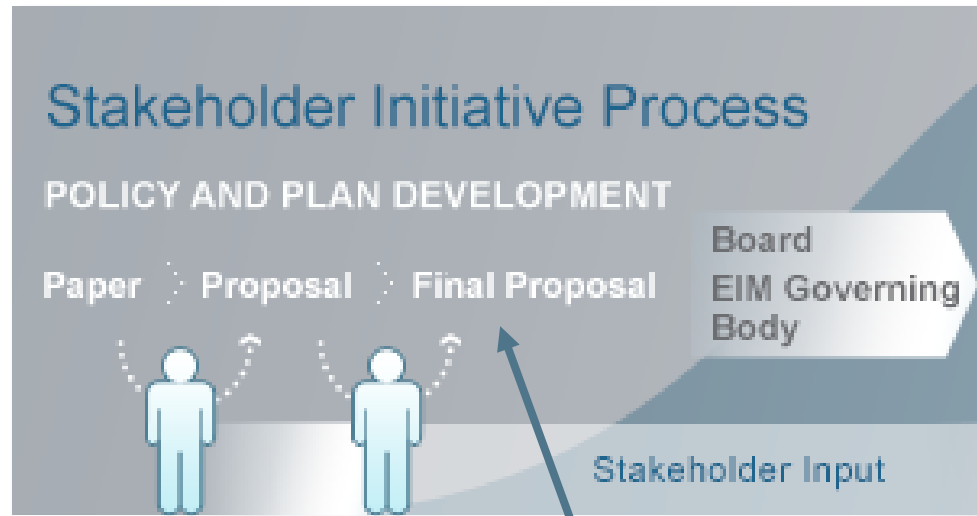 Stakeholder Initiative Process
POLICY AND PLAN DEVELOPMENT
Paper Proposal Final Proposal
Board
EIM Governing
Body
Stakeholder Input